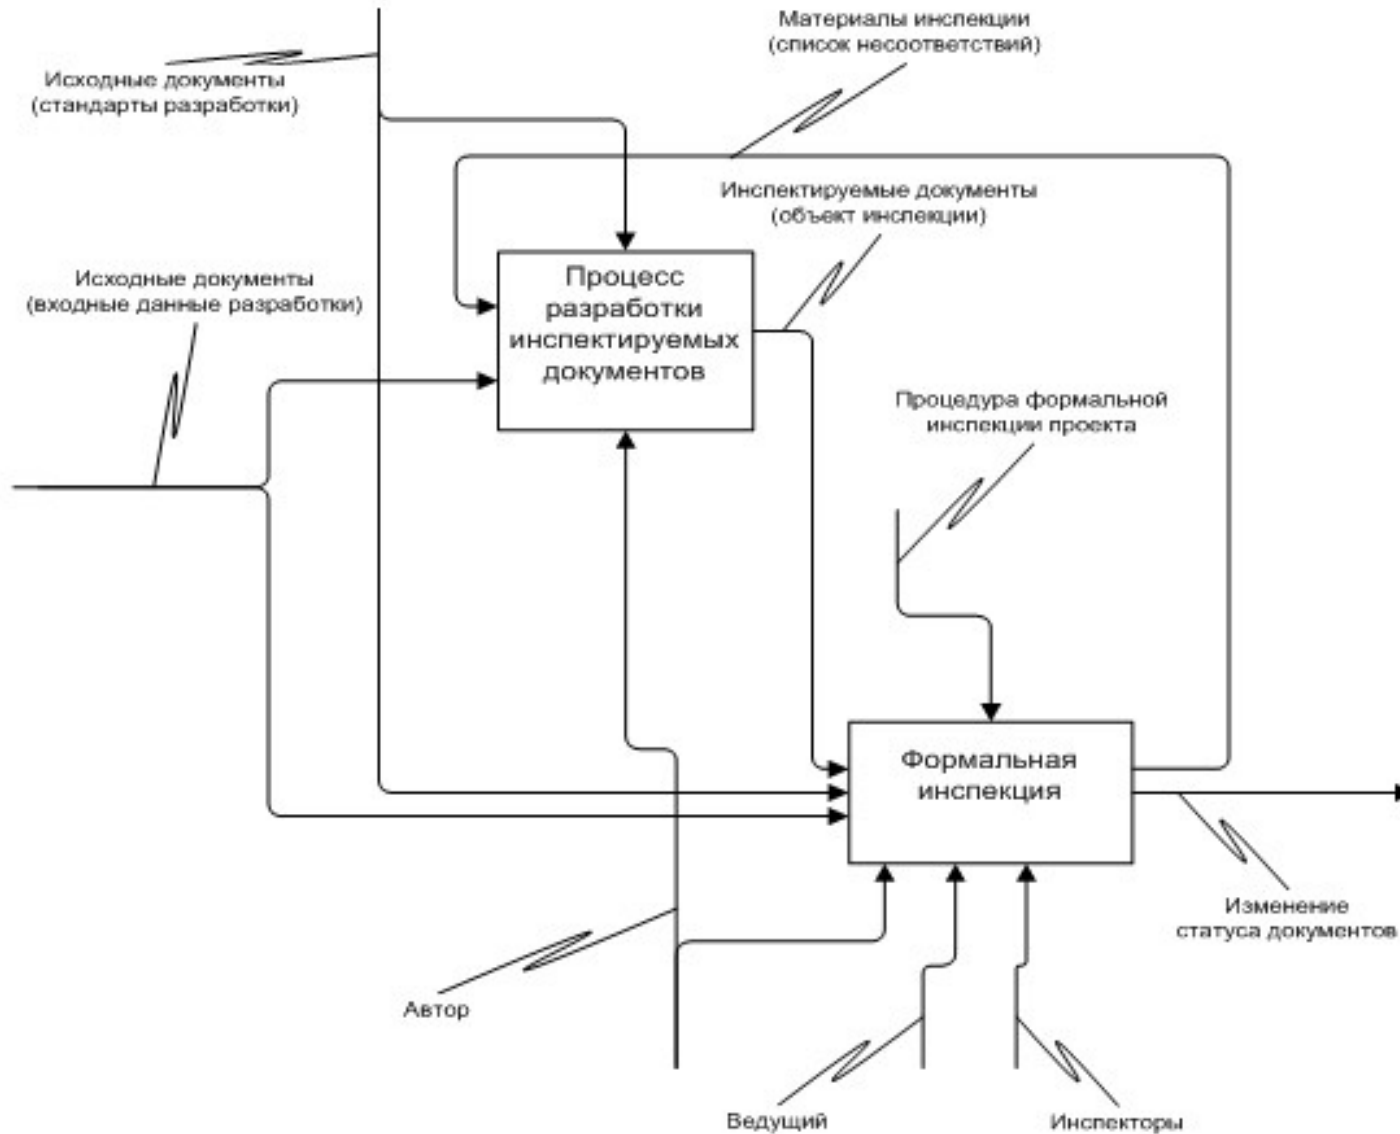 Материалы инспекции
(список несоответствий)
Исходные документы
(стандарты разработки)
Инспектируемые документы
(объект инспекции)
Исходные документы
(входные данные разработки)
Процесс
разработки
инспектируемых
документов
Процедура формальной
инспекции проекта
Формальная
инспекция
Изменение
статуса документов
Автор
Ведущий
Инспекторы